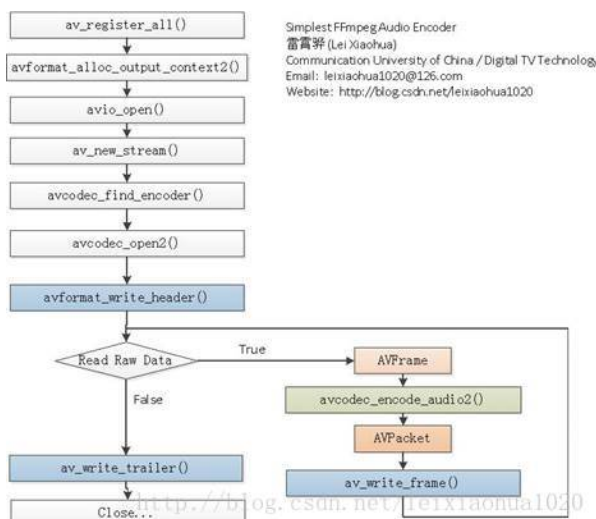 av_register_all()
avformat_alloc_output_context2()
avio_open()
av_new_stream()
avcodec_find_encoder()
avcodec_open2()
avformat_write_header()
Read Raw Data
True
False
AVFrame
avcodec_encode_audio2()
AVPacket
av_write_frame()
av_write_trailer()
Close...
Simplest FFmpeg Audio Encoder
雷霄骅 (Lei Xiaohua)
Communication University of China / Digital TV Technology
Email: leixiaohua1020@126.com
Website: http://blog.csdn.net/leixiaohua1020
http://blog.csdn.net/leixiaohua1020